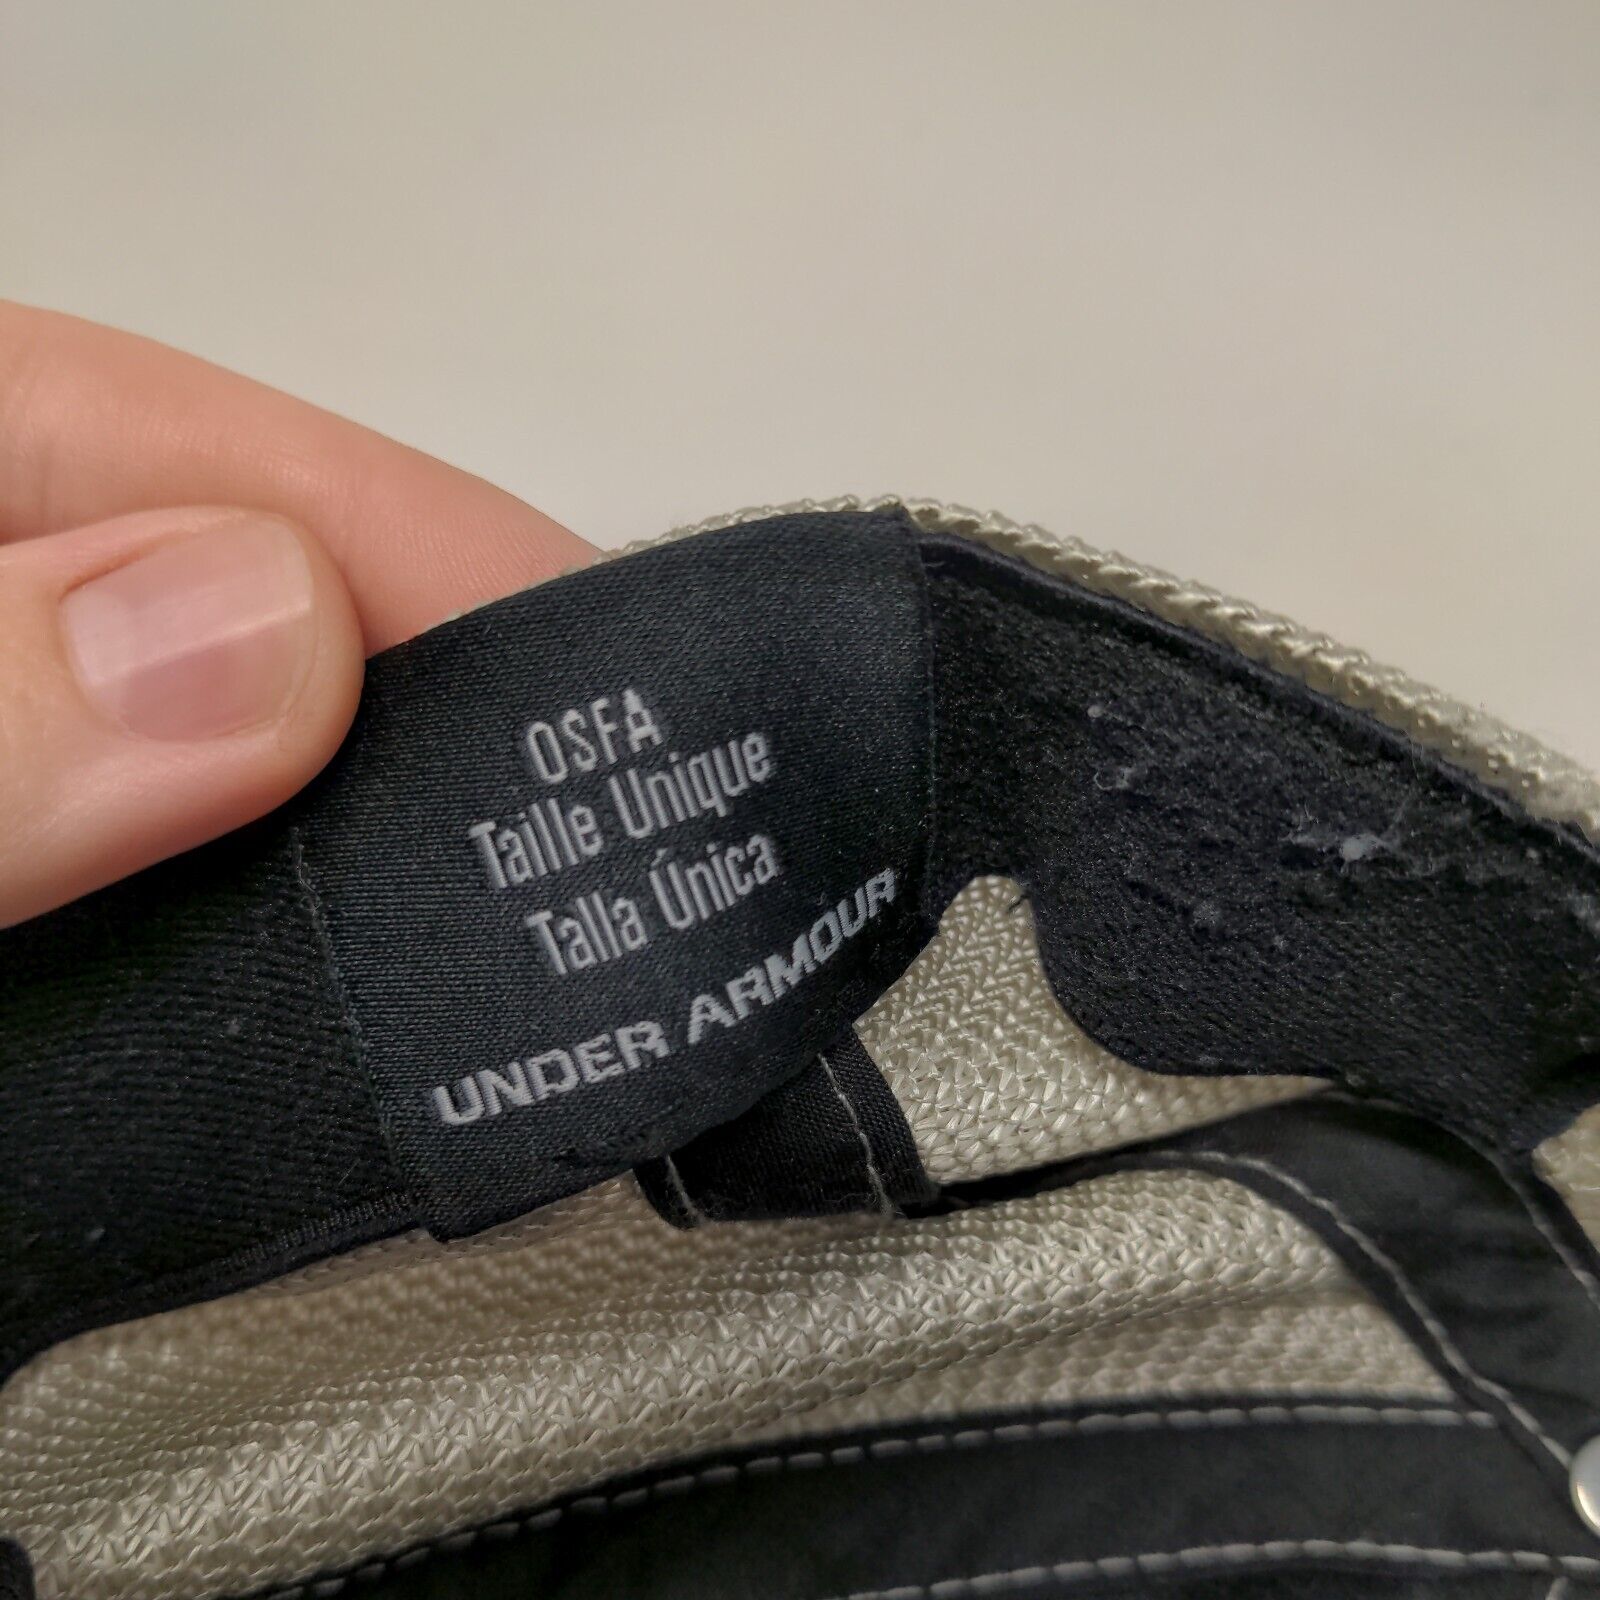 OSFA
Taille Unique
Talla Única
UNDER ARMOUR